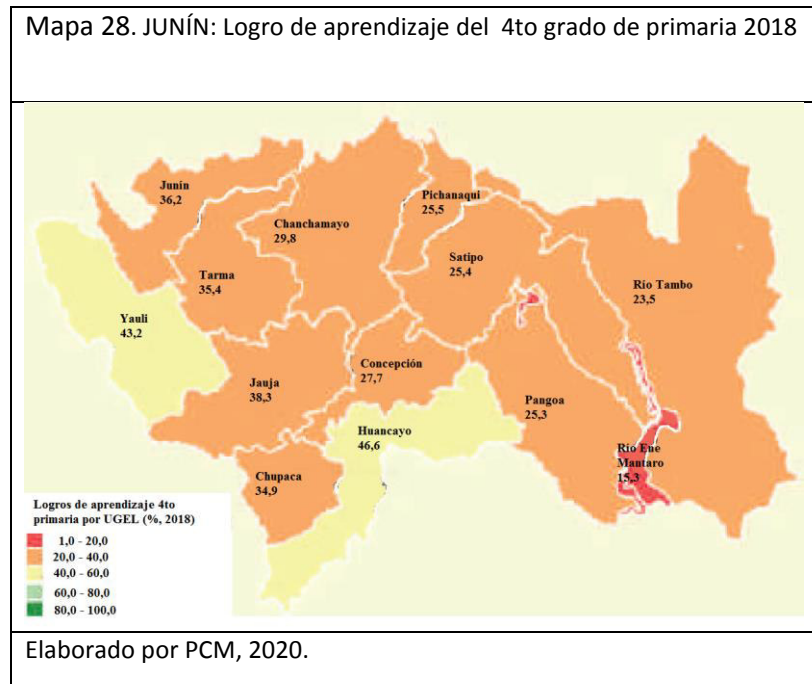 Mapa 28. JUNÍN: Logro de aprendizaje del 4to grado de primaria 2018
Junín
36,2
Pichanaqui
25,5
Chanchamayo
29,8
Satipo
25,4
Tarma
35,4
Río Tambo
23,5
Yauli
43,2
Concepción
27,7
Jauja
38,3
Pangoa
25,3
Huancayo
46,6
Río Ene
Mantaro
15,3
Chupaca
34,9
Logros de aprendizaje 4to
primaria por UGEL (%, 2018)
1,0 - 20,0
20,0 - 40,0
40,0 - 60,0
60,0 - 80,0
80,0 - 100,0
Elaborado por PCM, 2020.